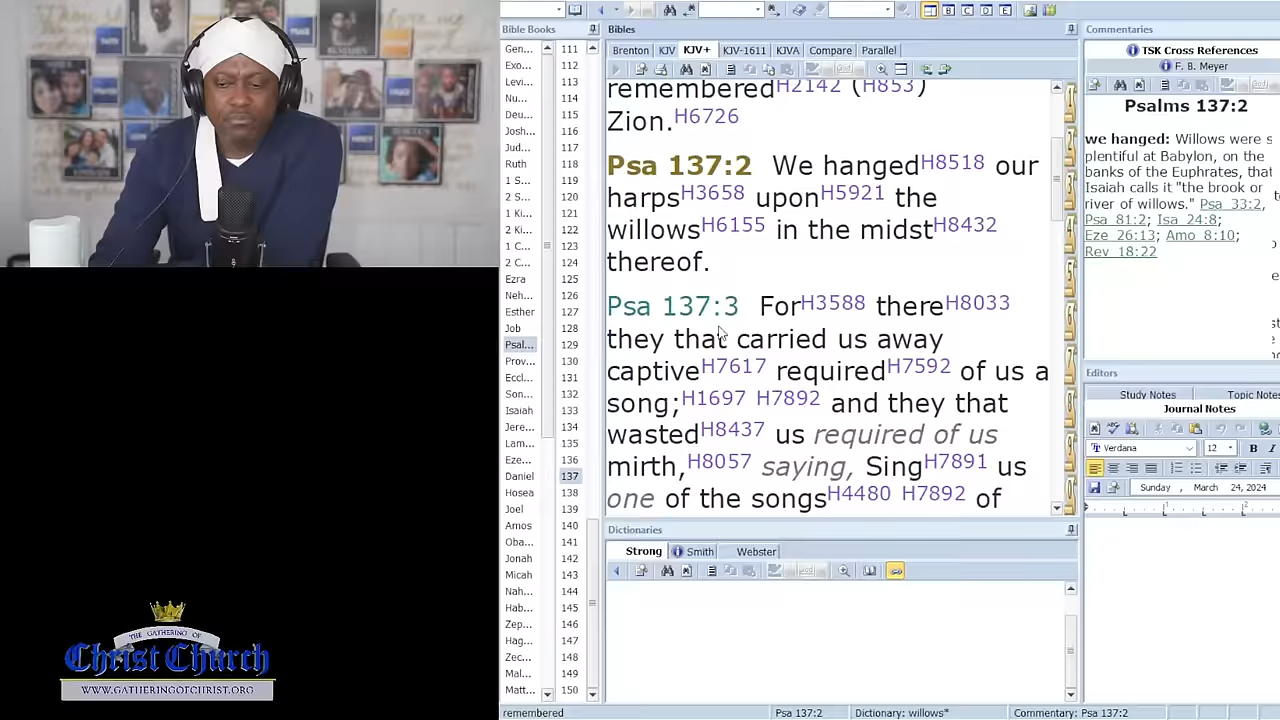 THE GATHERING OF
Christ Church
WWW.GATHERINGOFCHRIST.ORG
Bible Books
Gen...
Exo...
Levi...
Nu...
Deu...
Josh...
Jud...
Ruth
1 S...
2 S...
1 Ki...
2 Ki...
1 C...
2 C...
Ezra
Neh...
Esther
Job
Psal...
Prov...
Eccl...
Son...
Isaiah
Jere...
Lam...
Eze...
Daniel
Hosea
Joel
Amos
Oba...
Jonah
Micah
Nah...
Hab...
Zep...
Hag...
Zec...
Mal...
Matt...
111
112
113
114
115
116
117
118
119
120
121
122
123
124
125
126
127
128
129
130
131
132
133
134
135
136
137
138
139
140
141
142
143
144
145
146
147
148
149
150
B C D E
Bibles
Brenton KJV KJV+ KJV-1611 KJVA Compare Parallel
remembered H2142 (H853)
Zion. H6726
Psa 137:2 We hanged H8518 our
harps H3658 upon H5921 the
willows H6155 in the midst H8432
thereof.
Psa 137:3 For H3588 there H8033
they that carried us away
captive H7617 required H7592 of us a
song; H1697 H7892 and they that
wasted H8437 us required of us
mirth, H8057 saying, Sing H7891 us
one of the songs H4480 H7892 of
Dictionaries
Strong Smith Webster
Commentaries
TSK Cross References
F. B. Meyer
Psalms 137:2
we hanged: Willows were s
plentiful at Babylon, on the
banks of the Euphrates, that
Isaiah calls it "the brook or
river of willows." Psa 33:2,
Psa 81:2; Isa 24:8;
Eze 26:13; Amo 8:10;
Rev 18:22
Editors
Study Notes Topic Notes
Journal Notes
Verdana 12 B I
Sunday , March 24, 2024
remembered Psa 137:2 Dictionary: willows* Commentary: Psa 137:2